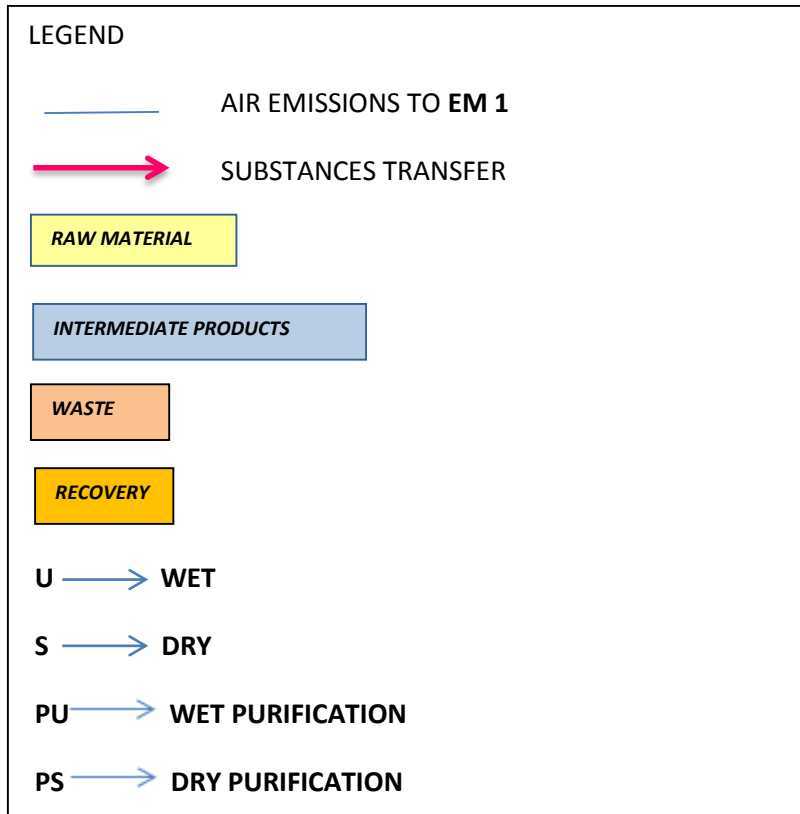 LEGEND
AIR EMISSIONS TO EM 1
SUBSTANCES TRANSFER
RAW MATERIAL
INTERMEDIATE PRODUCTS
WASTE
RECOVERY
U WET
S DRY
PU WET PURIFICATION
PS DRY PURIFICATION